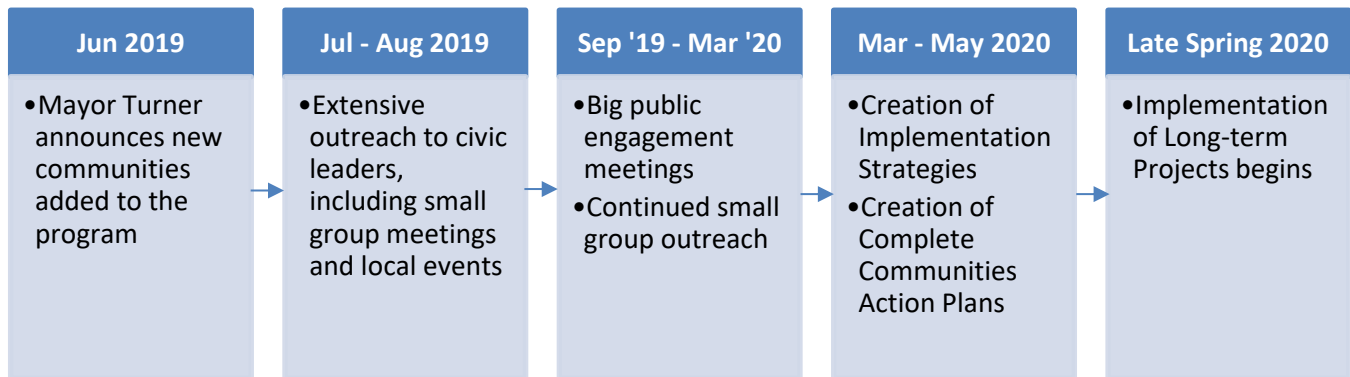 Jun 2019
•Mayor Turner
announces new
communities
added to the
program
Jul - Aug 2019
•Extensive
outreach to civic
leaders,
including small
group meetings
and local events
Sep '19 - Mar '20
•Big public
engagement
meetings
•Continued small
group outreach
Mar - May 2020
•Creation of
Implementation
Strategies
•Creation of
Complete
Communities
Action Plans
Late Spring 2020
•Implementation
of Long-term
Projects begins